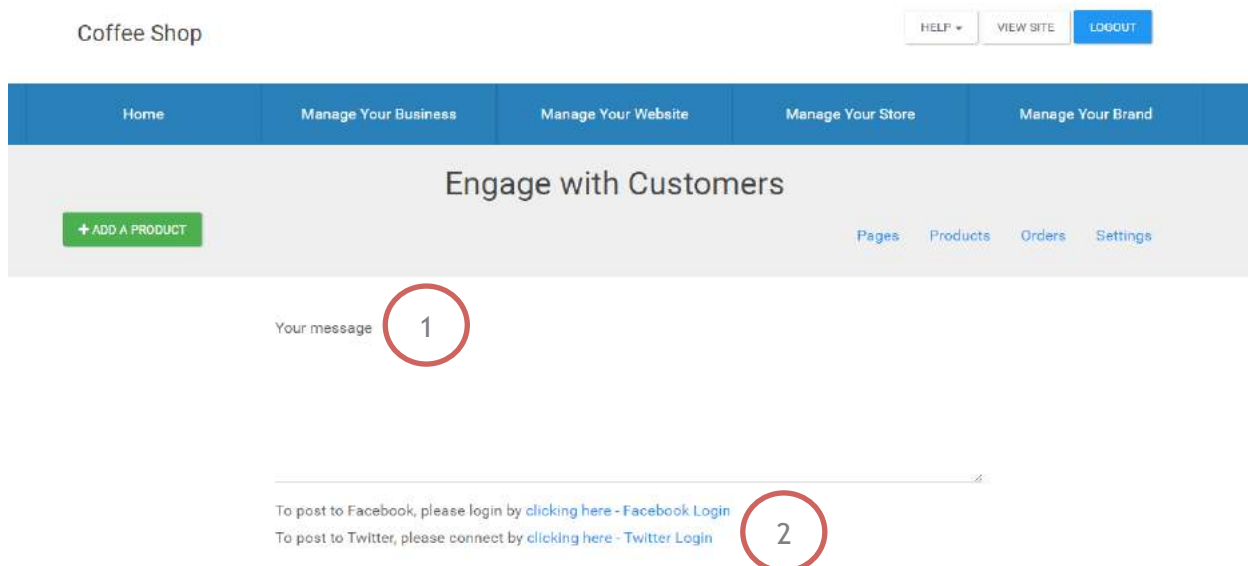 Coffee Shop
HELP
VIEW SITE
LOGOUT
Home
Manage Your Business
Manage Your Website
Manage Your Store
Manage Your Brand
Engage with Customers
+ ADD A PRODUCT
Pages
Products
Orders
Settings
Your message
1
To post to Facebook, please login by clicking here - Facebook Login
To post to Twitter, please connect by clicking here - Twitter Login
2